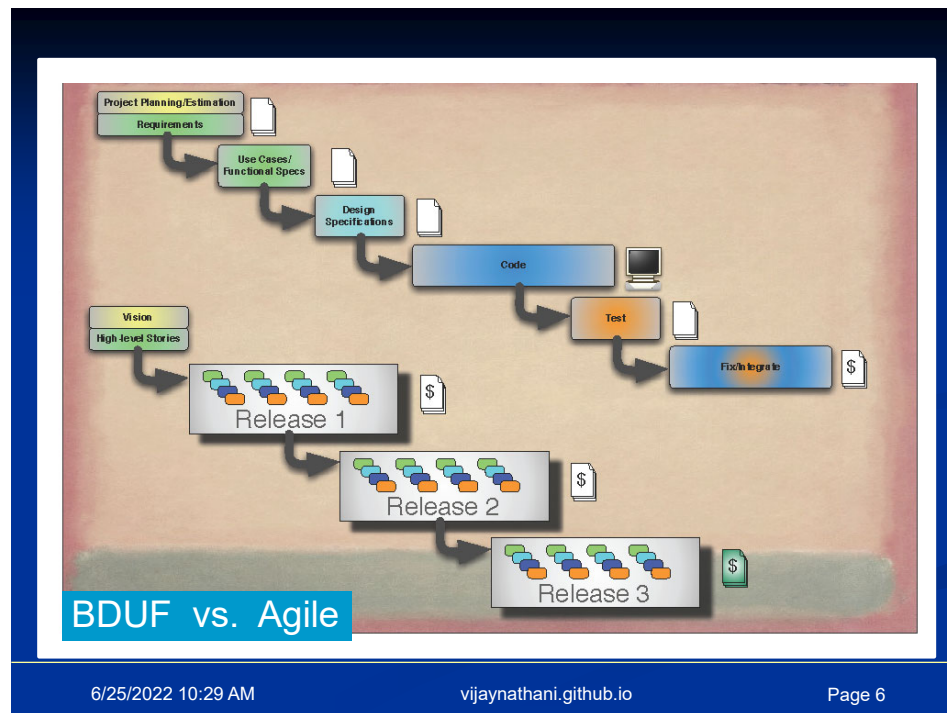 Project Planning/Estimation
Requirements
Use Cases/
Functional Specs
Design
Specifications
Code
Test
Fix/Integrate
$
Vision
High-level Stories
Release 1
$
Release 2
$
Release 3
$
BDUF vs. Agile
6/25/2022 10:29 AM
vijaynathani.github.io
Page 6